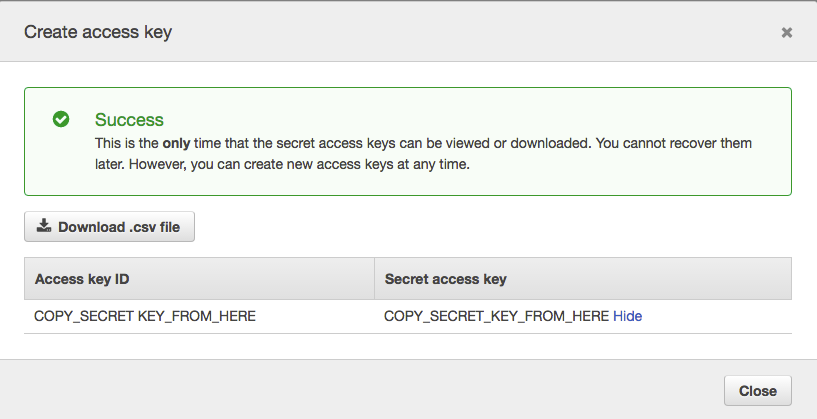 Create access key
Success
This is the only time that the secret access keys can be viewed or downloaded. You cannot recover them
later. However, you can create new access keys at any time.
Download .csv file
Access key ID Secret access key
COPY_SECRET KEY_FROM_HERE COPY_SECRET_KEY_FROM_HERE Hide
Close